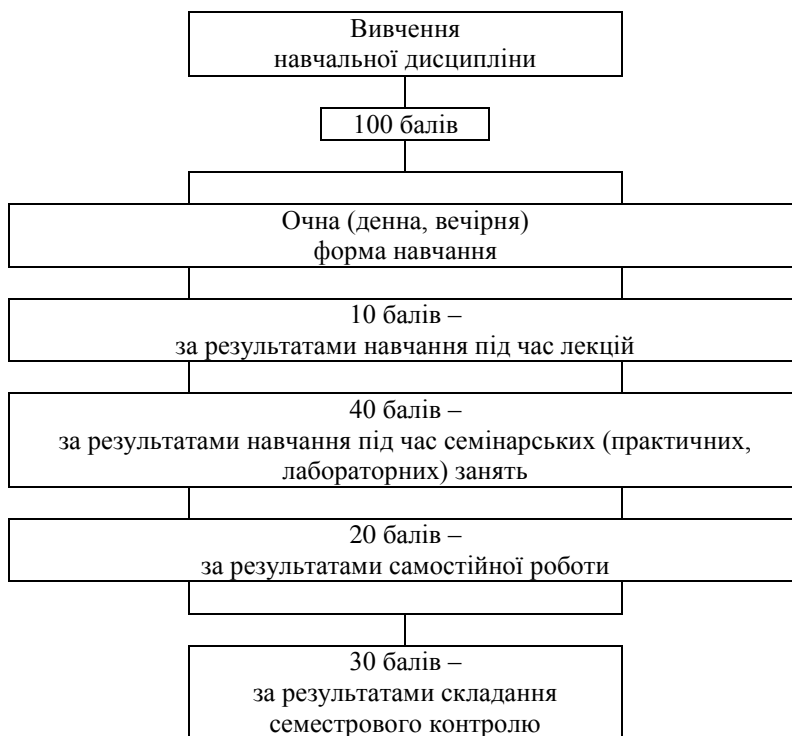 Вивчення
навчальної дисципліни
100 балів
Очна (денна, вечірня)
форма навчання
10 балів –
за результатами навчання під час лекцій
40 балів –
за результатами навчання під час семінарських (практичних,
лабораторних) занять
20 балів –
за результатами самостійної роботи
30 балів –
за результатами складання
семестрового контролю